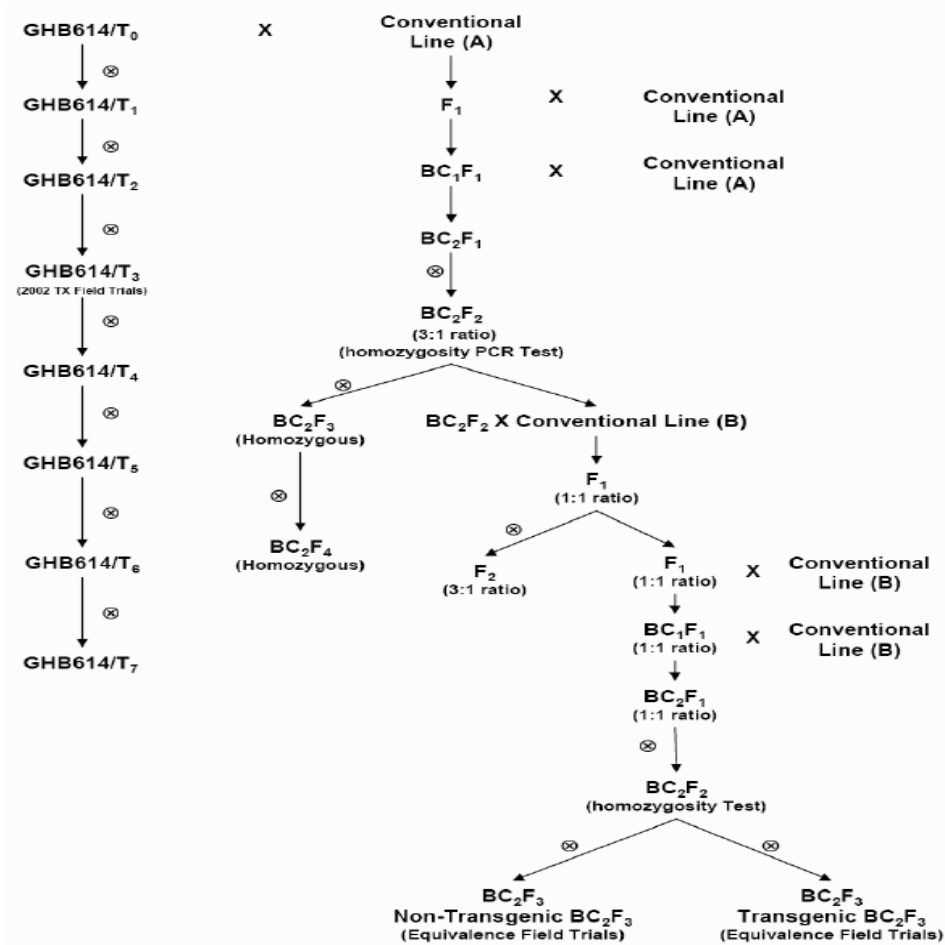 GHB614/T₀ X Conventional
Line (A)
⊗
GHB614/T₁ F₁ X Conventional
Line (A)
⊗
GHB614/T₂ BC₁F₁ X Conventional
Line (A)
⊗
BC₂F₁
GHB614/T₃ ⊗
(2002 TX Field Trials)
BC₂F₂
⊗ (3:1 ratio)
(homozygosity PCR Test)
GHB614/T₄ ⊗
⊗ BC₂F₃ BC₂F₂ X Conventional Line (B)
(Homozygous)
GHB614/T₅ F₁
⊗ (1:1 ratio)
⊗ ⊗
BC₂F₄
(Homozygous)
GHB614/T₆ F₂ F₁ X Conventional
(3:1 ratio) (1:1 ratio) Line (B)
⊗
BC₁F₁ X Conventional
(1:1 ratio) Line (B)
GHB614/T₇
BC₂F₁
(1:1 ratio)
⊗
BC₂F₂
(homozygosity Test)
⊗ ⊗
BC₂F₃ BC₂F₃
Non-Transgenic BC₂F₃ Transgenic BC₂F₃
(Equivalence Field Trials) (Equivalence Field Trials)